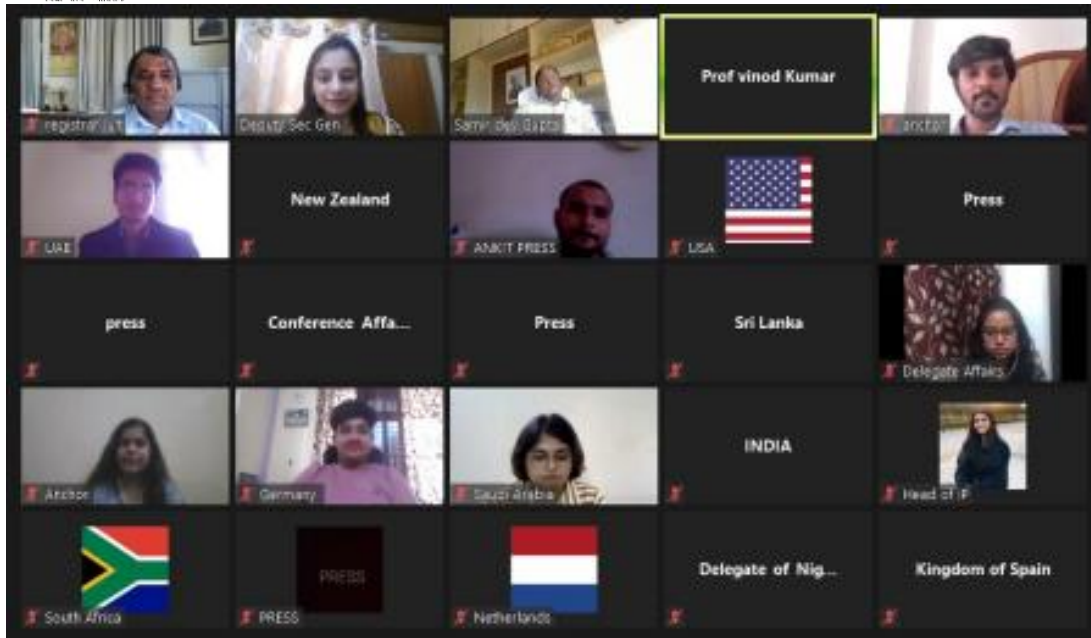 registrar
Deputy Sec Gen
Samir das Gupta
Prof vinod Kumar
anchor
UAE
New Zealand
ANKIT PRESS
USA
Press
press
Conference Affa...
Press
Sri Lanka
Delegate Affairs
Anchor
Germany
Saudi Arabia
INDIA
Head of IP
South Africa
PRESS
PRESS
Netherlands
Delegate of Nig...
Kingdom of Spain